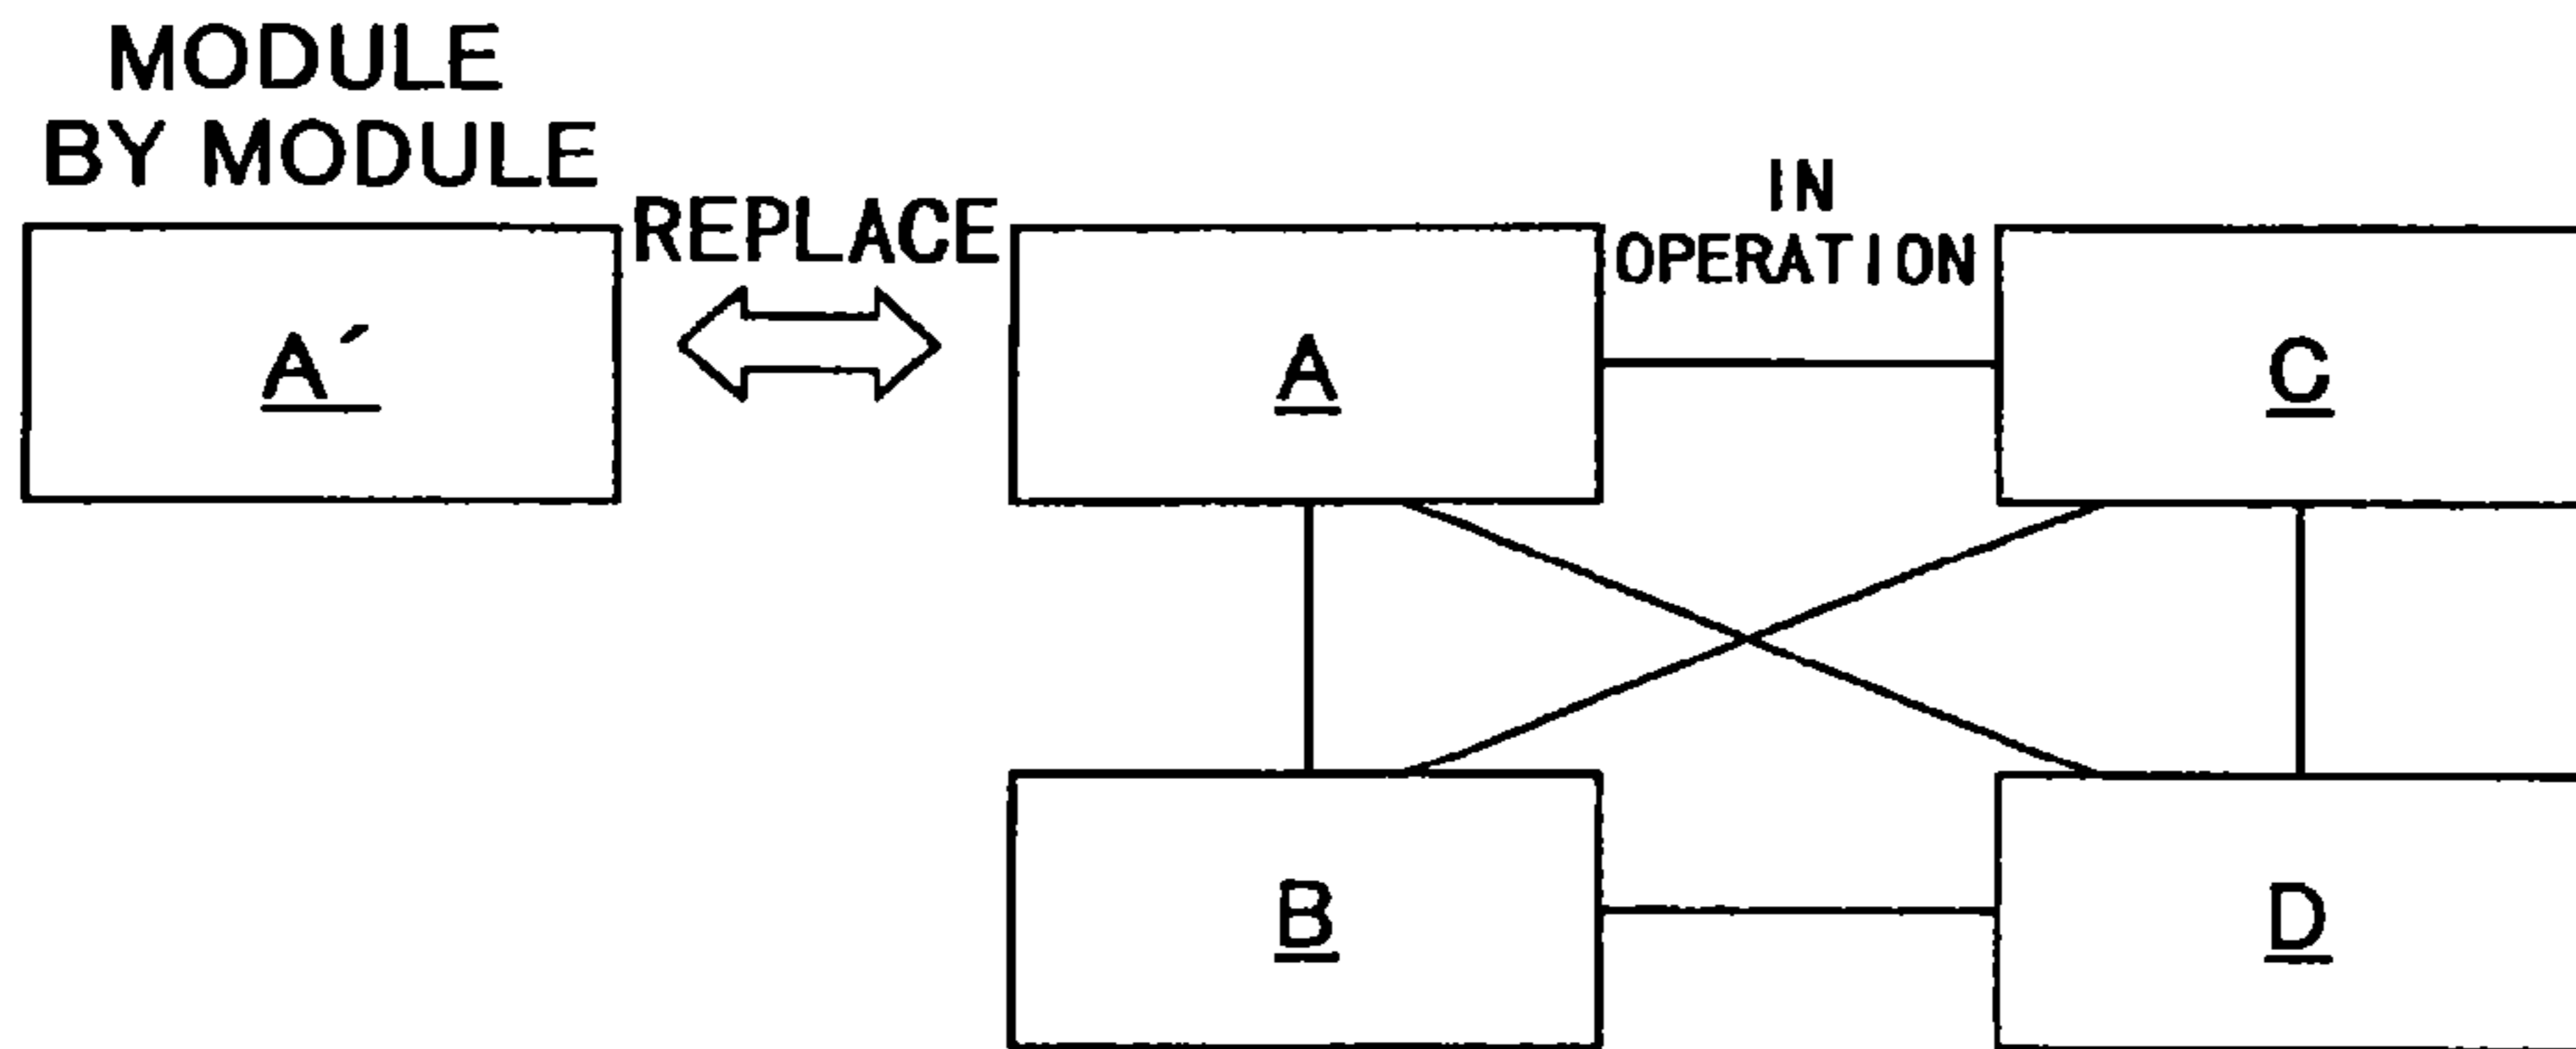 MODULE
BY MODULE
REPLACE
IN
OPERATION
A´
A
C
B
D